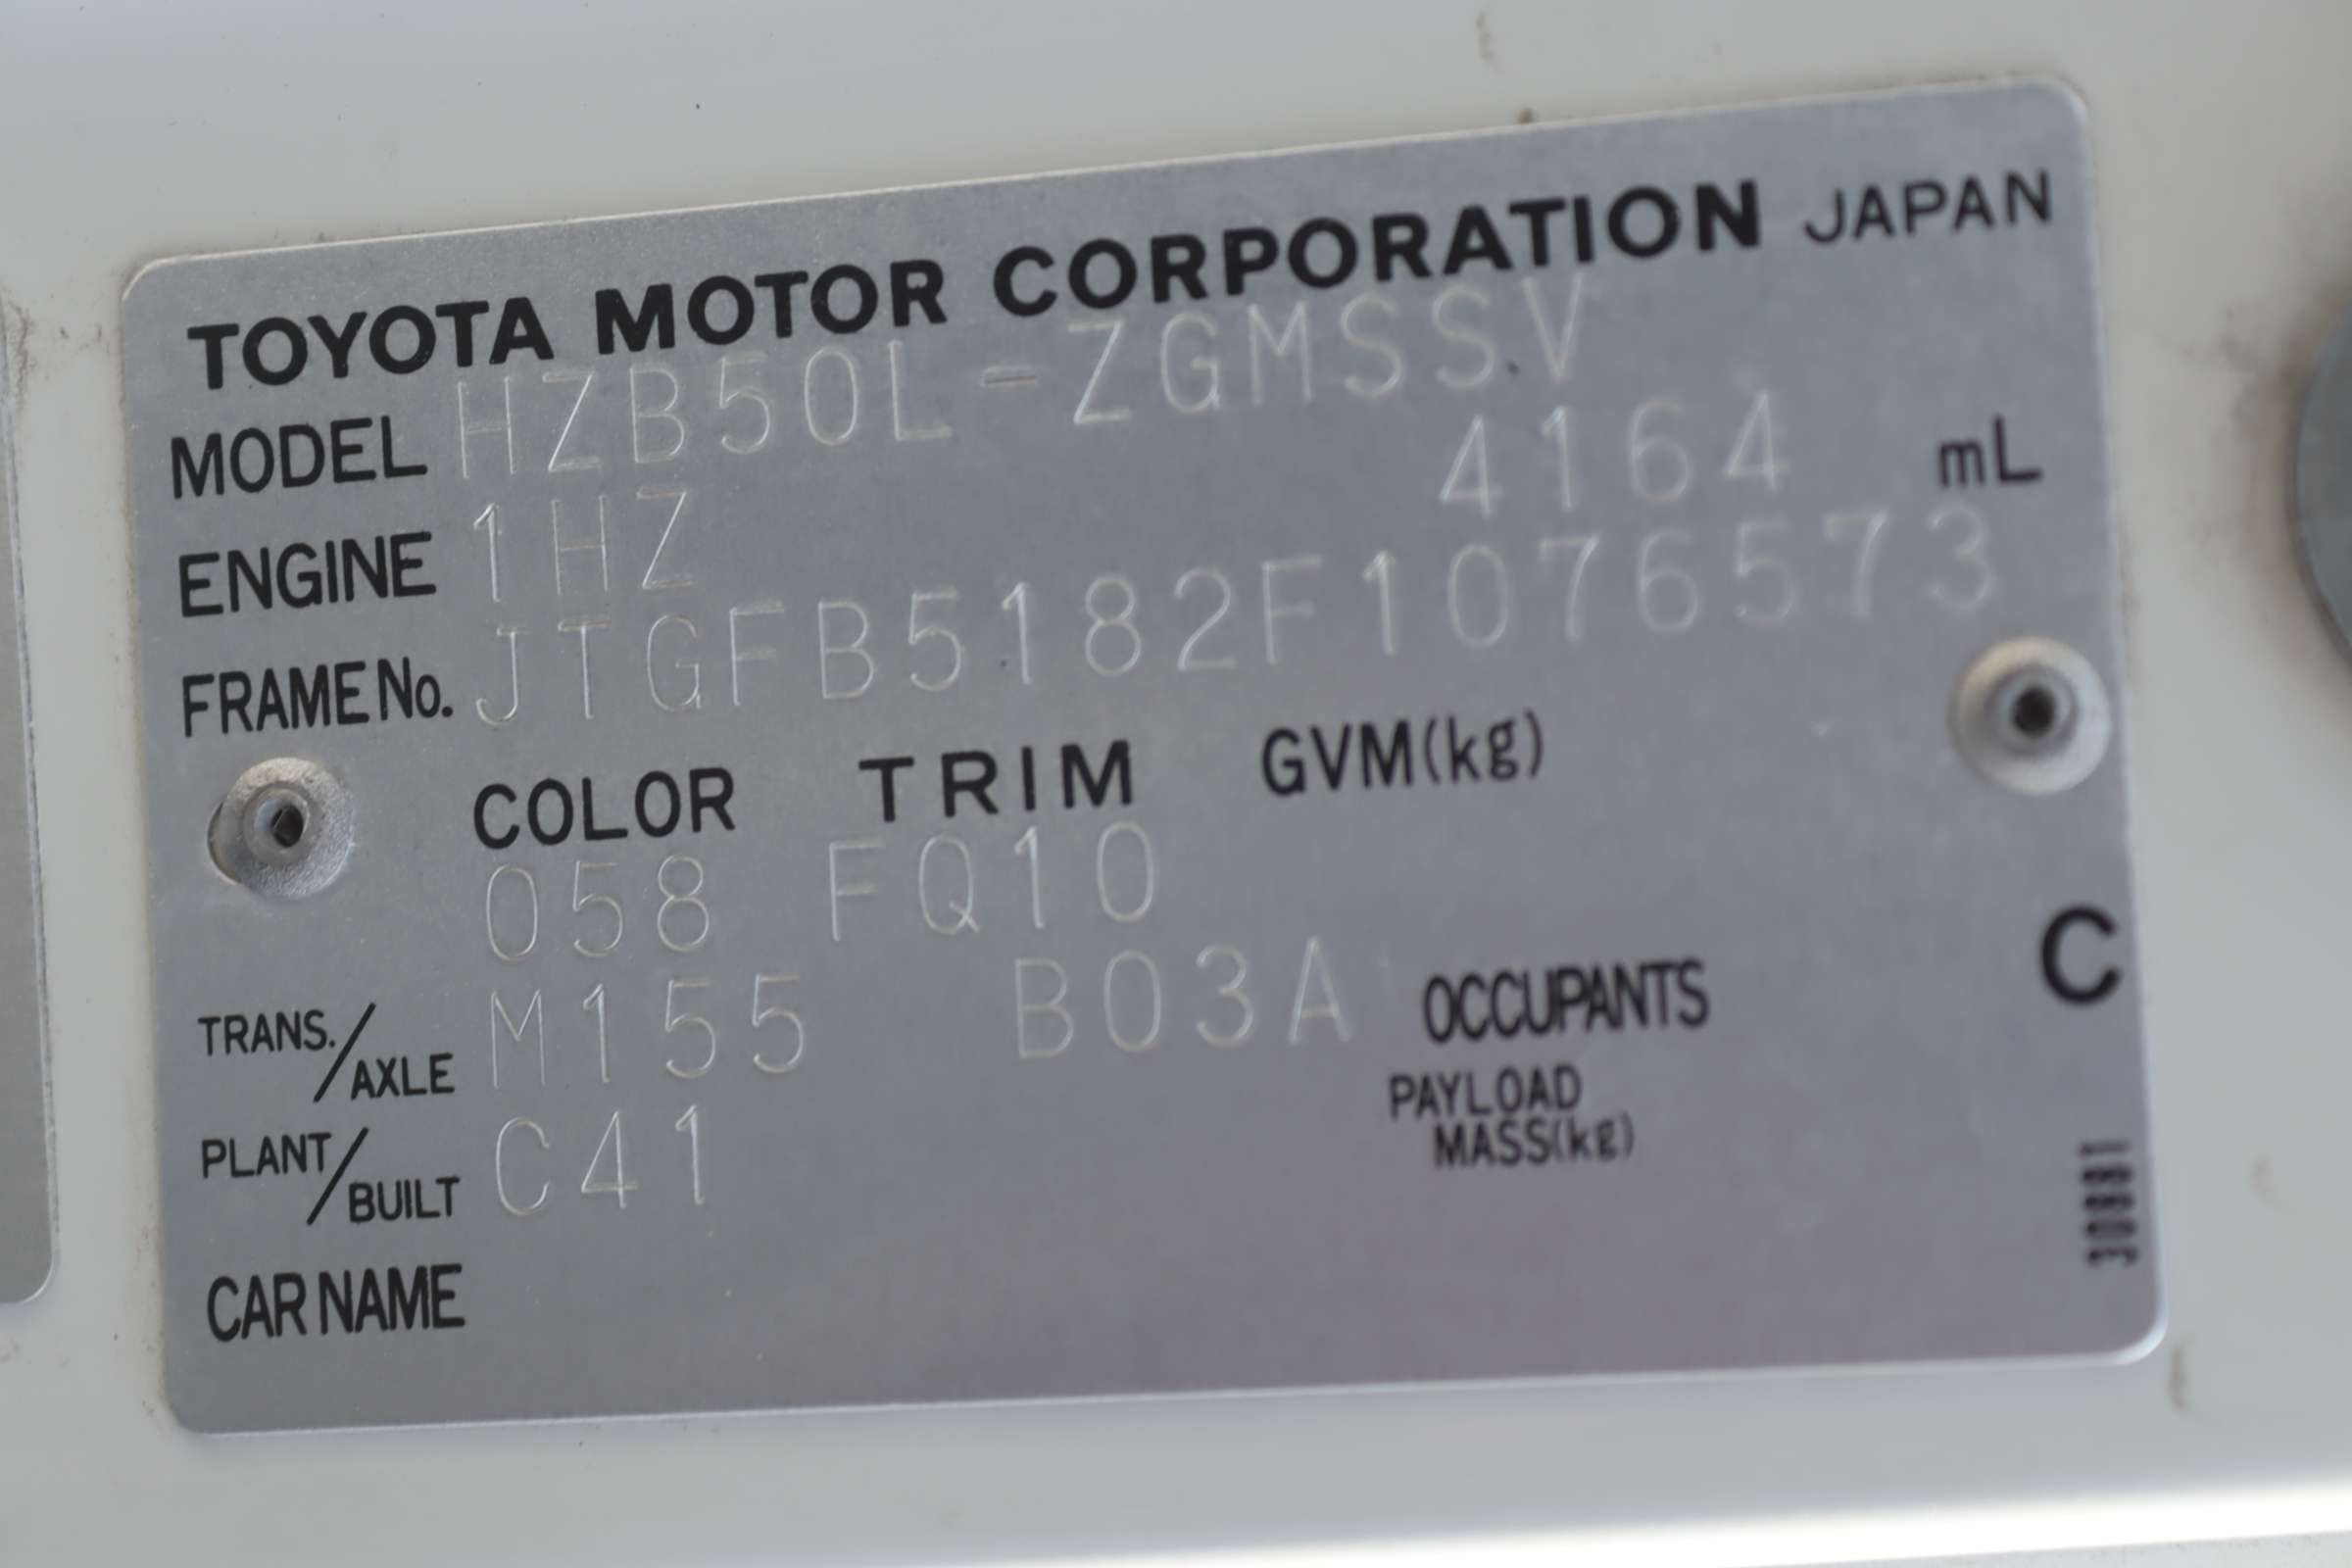 TOYOTA MOTOR CORPORATION JAPAN
MODEL HZB50L-ZGMSSV
ENGINE 1HZ 4164 mL
FRAME No. JTGFB5182F1076573
COLOR TRIM GVM(kg)
058 FQ10
TRANS./AXLE M155 B03A OCCUPANTS
C
PAYLOAD MASS(kg)
PLANT/BUILT C41
30881
CAR NAME